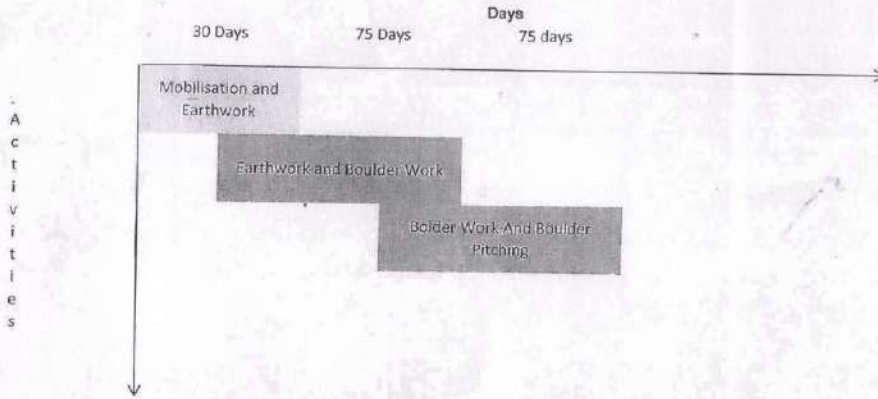 Days
30 Days 75 Days 75 days
Activities
Mobilisation and
Earthwork
Earthwork and Boulder Work
Bolder Work And Boulder
Pitching